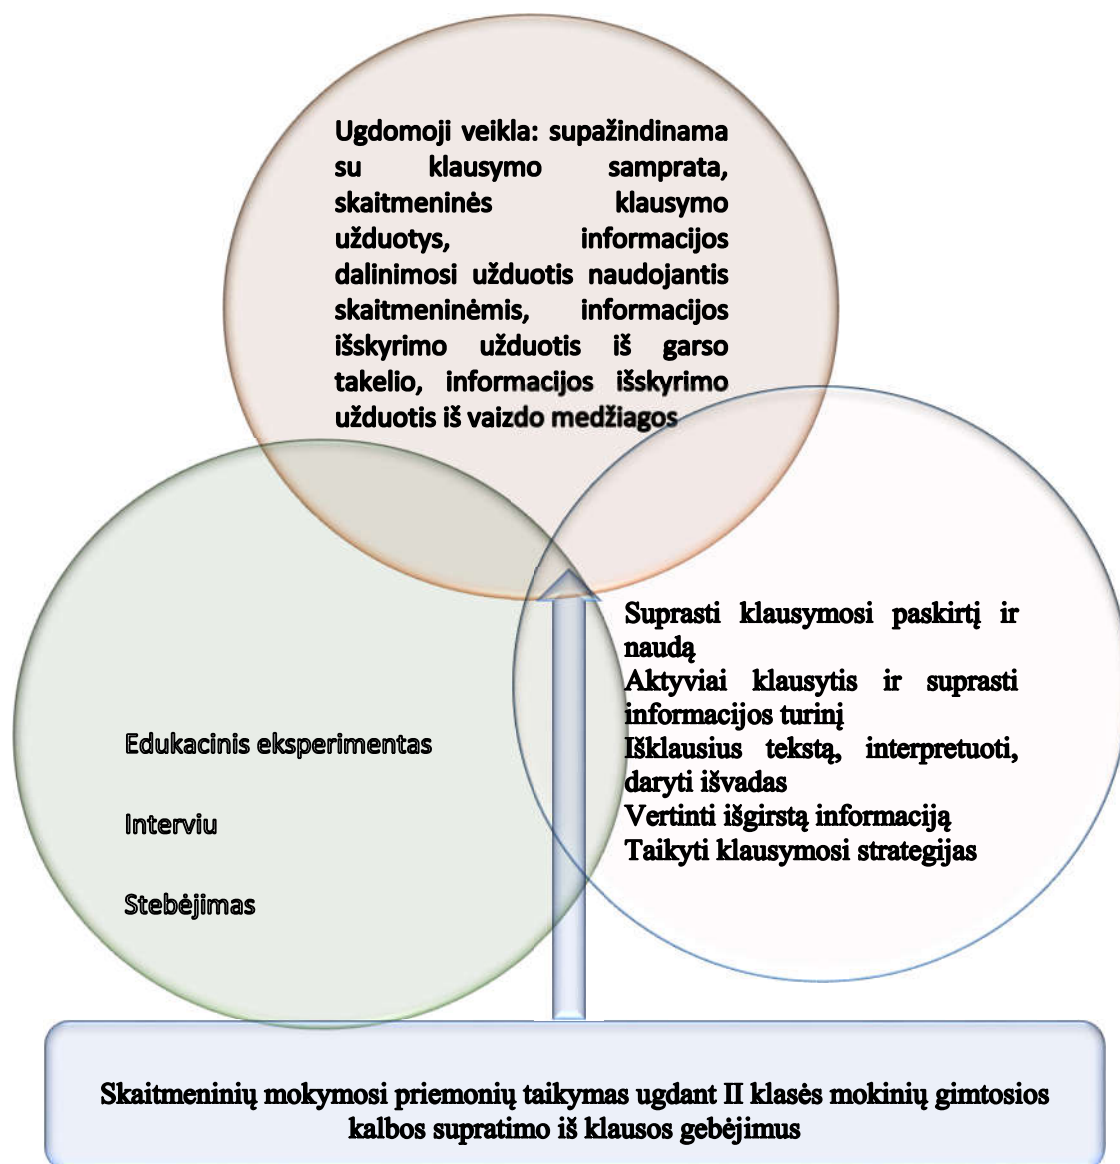 Ugdomoji veikla: supažindinama
su klausymo samprata,
skaitmeninės klausymo
užduotys, informacijos
dalinimosi užduotis naudojantis
skaitmeninėmis, informacijos
išskyrimo užduotis iš garso
takelio, informacijos išskyrimo
užduotis iš vaizdo medžiagos
Edukacinis eksperimentas
Interviu
Stebėjimas
Suprasti klausymosi paskirtį ir
naudą
Aktyviai klausytis ir suprasti
informacijos turinį
Išklausius tekstą, interpretuoti,
daryti išvadas
Vertinti išgirstą informaciją
Taikyti klausymosi strategijas
Skaitmeninių mokymosi priemonių taikymas ugdant II klasės mokinių gimtosios
kalbos supratimo iš klausos gebėjimus